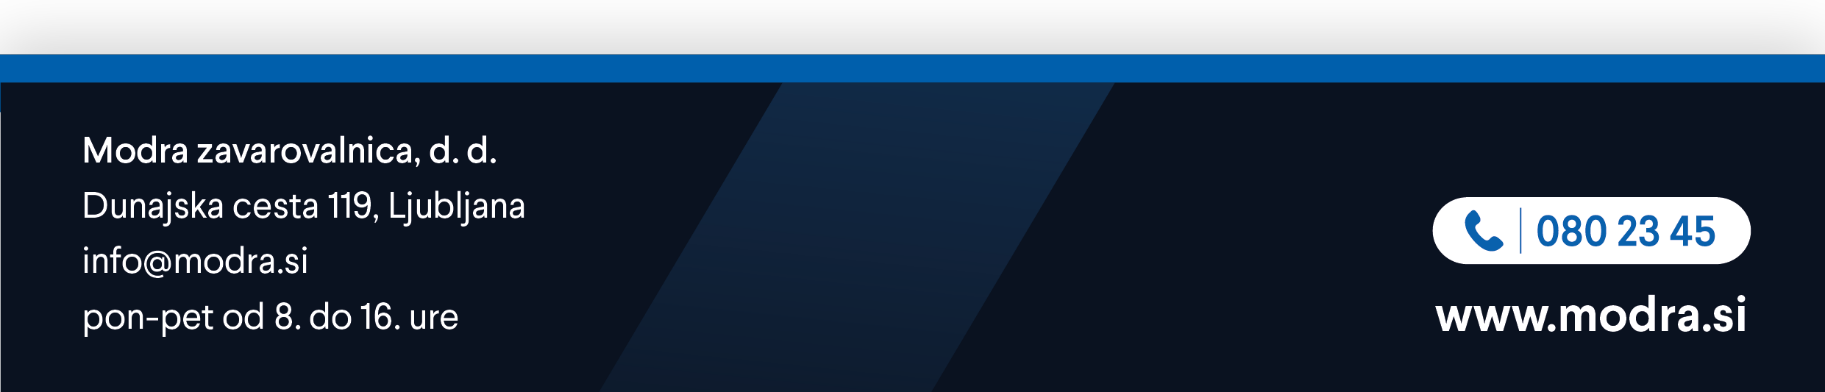 Modra zavarovalnica, d. d.
Dunajska cesta 119, Ljubljana
info@modra.si
pon-pet od 8. do 16. ure
080 23 45
www.modra.si